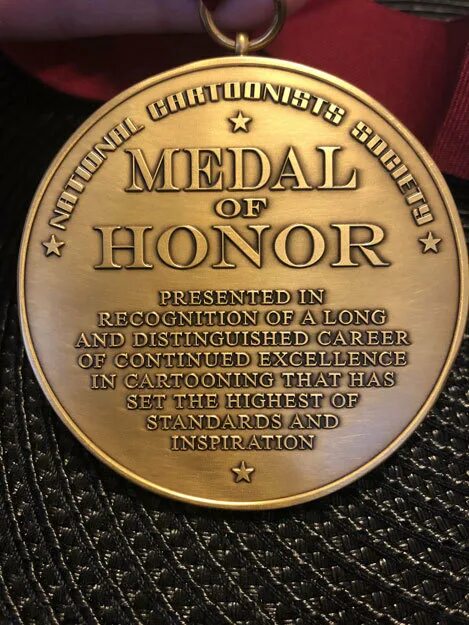 NATIONAL CARTOONISTS SOCIETY
MEDAL
OF
HONOR
PRESENTED IN
RECOGNITION OF A LONG
AND DISTINGUISHED CAREER
OF CONTINUED EXCELLENCE
IN CARTOONING THAT HAS
SET THE HIGHEST OF
STANDARDS AND
INSPIRATION